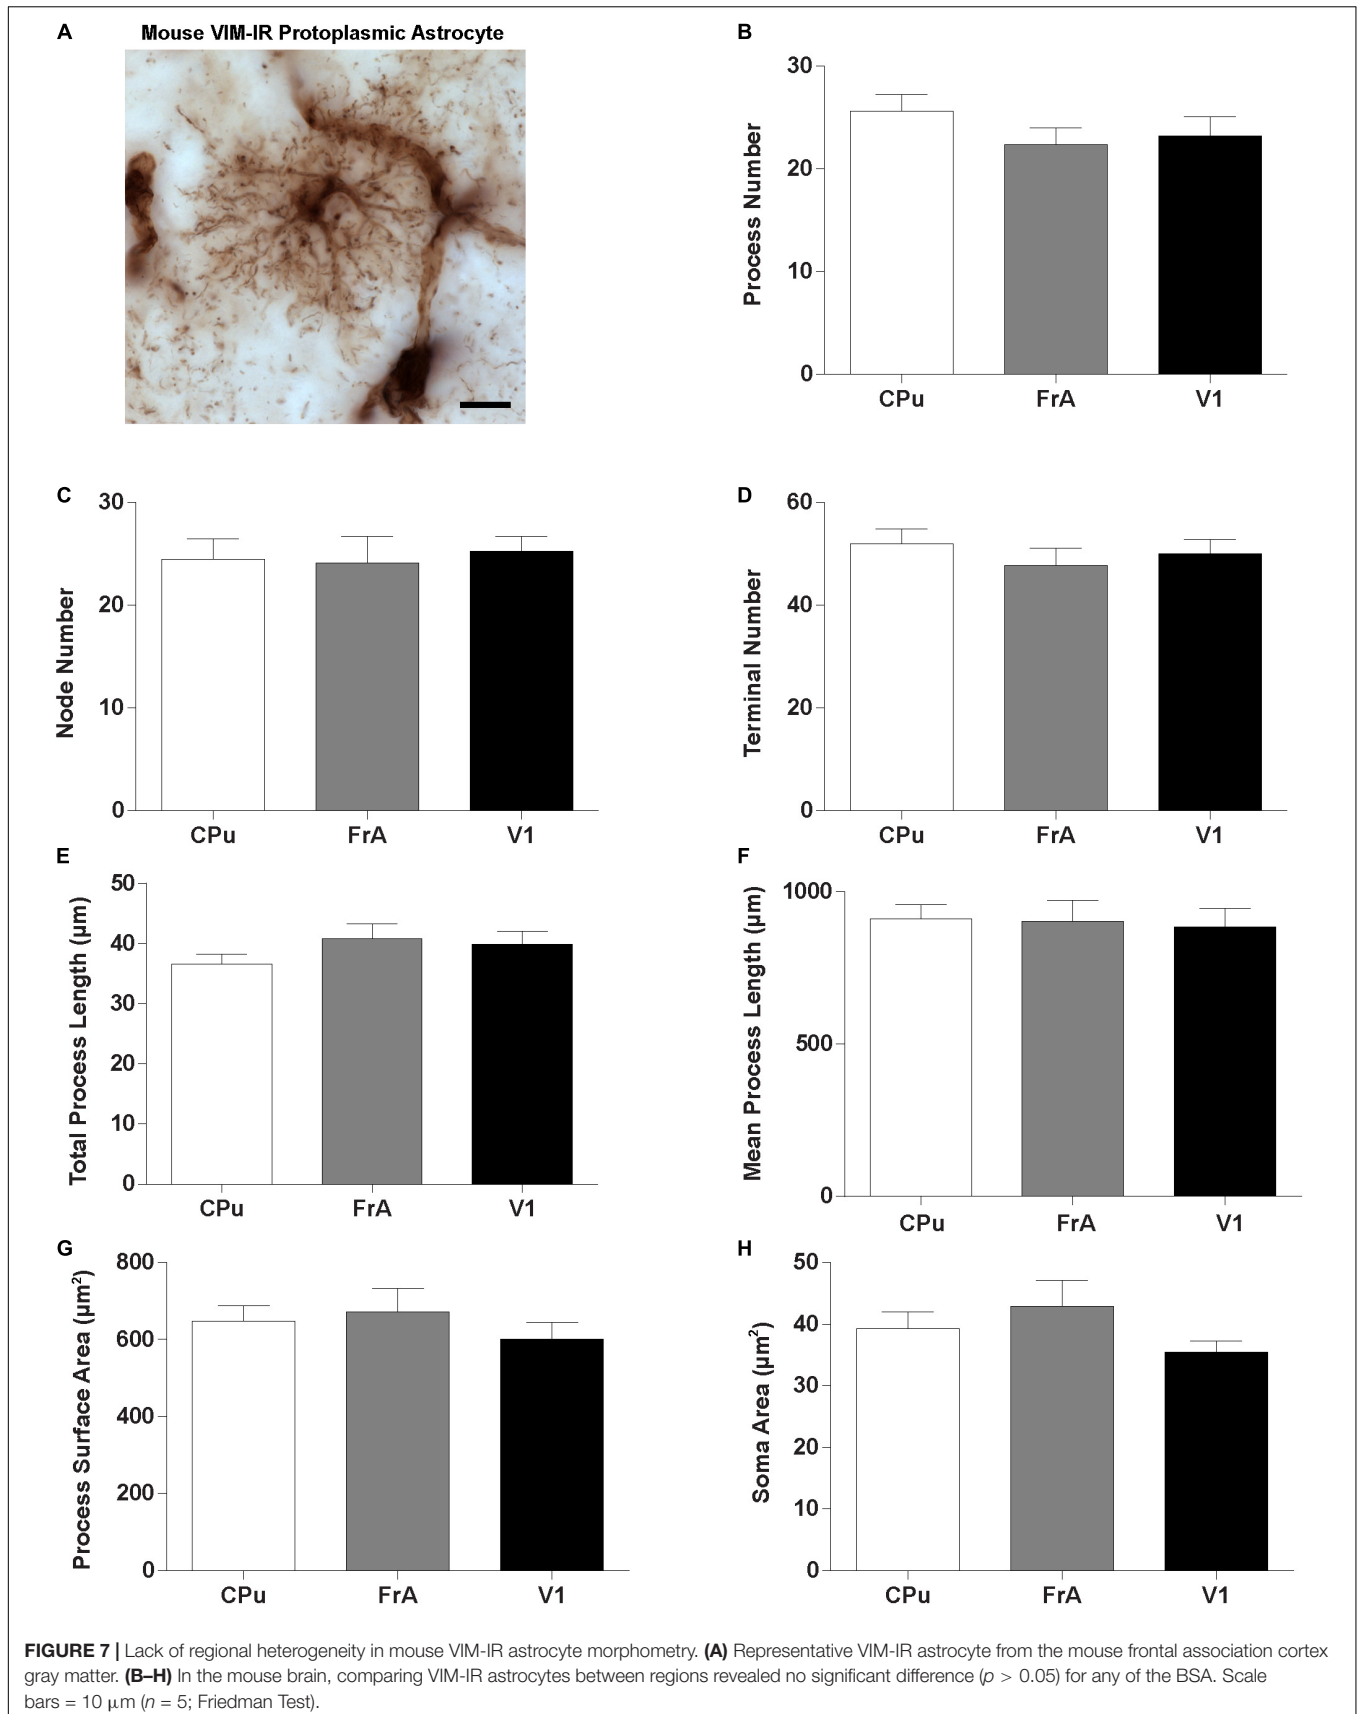 A Mouse VIM-IR Protoplasmic Astrocyte
B
30
20
10
0
Process Number
CPu FrA V1
C
30
20
10
0
Node Number
CPu FrA V1
D
60
40
20
0
Terminal Number
CPu FrA V1
E
50
40
30
20
10
0
Total Process Length (µm)
CPu FrA V1
F
1000
500
0
Mean Process Length (µm)
CPu FrA V1
G
800
600
400
200
0
Process Surface Area (µm²)
CPu FrA V1
H
50
40
30
20
10
0
Soma Area (µm²)
CPu FrA V1
FIGURE 7 | Lack of regional heterogeneity in mouse VIM-IR astrocyte morphometry. (A) Representative VIM-IR astrocyte from the mouse frontal association cortex
gray matter. (B–H) In the mouse brain, comparing VIM-IR astrocytes between regions revealed no significant difference (p > 0.05) for any of the BSA. Scale
bars = 10 µm (n = 5; Friedman Test).